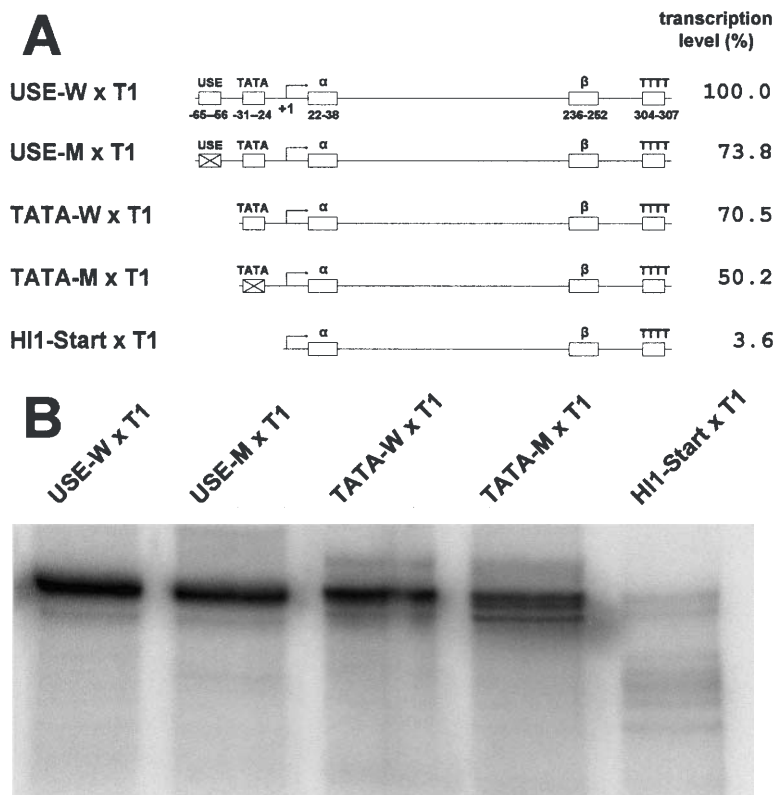 A
transcription
level (%)
USE-W x T1
USE TATA α β TTTT
100.0
-65–-56 -31–-24 +1 22-38 236-252 304-307
USE-M x T1
USE TATA α β TTTT
73.8
TATA-W x T1
TATA α β TTTT
70.5
TATA-M x T1
TATA α β TTTT
50.2
HI1-Start x T1
α β TTTT
3.6
B
USE-W x T1
USE-M x T1
TATA-W x T1
TATA-M x T1
HI1-Start x T1